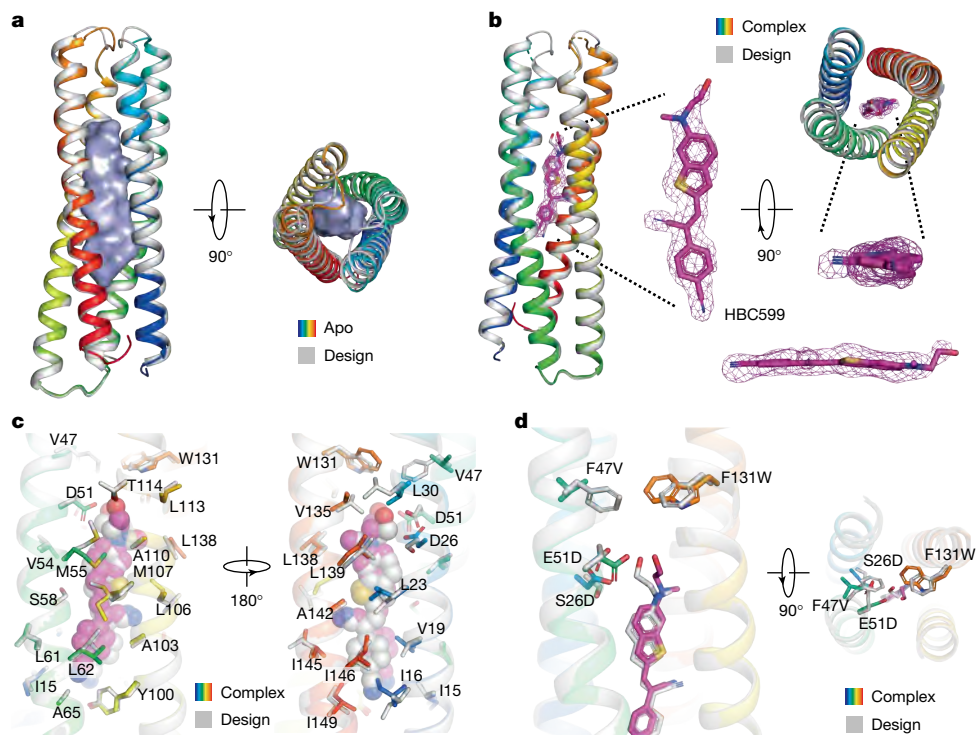 a
90°
Apo
Design
b
Complex
Design
HBC599
90°
c
V47
W131
D51
T114
L113
V54
M55
A110
L138
M107
S58
L106
L61
L62
A103
I15
A65
Y100
Complex
Design
180°
W131
V47
L30
V135
D51
D26
L138
L139
L23
A142
V19
I145
I146
I16
I15
I149
d
F47V
F131W
E51D
S26D
90°
S26D
F131W
F47V
E51D
Complex
Design